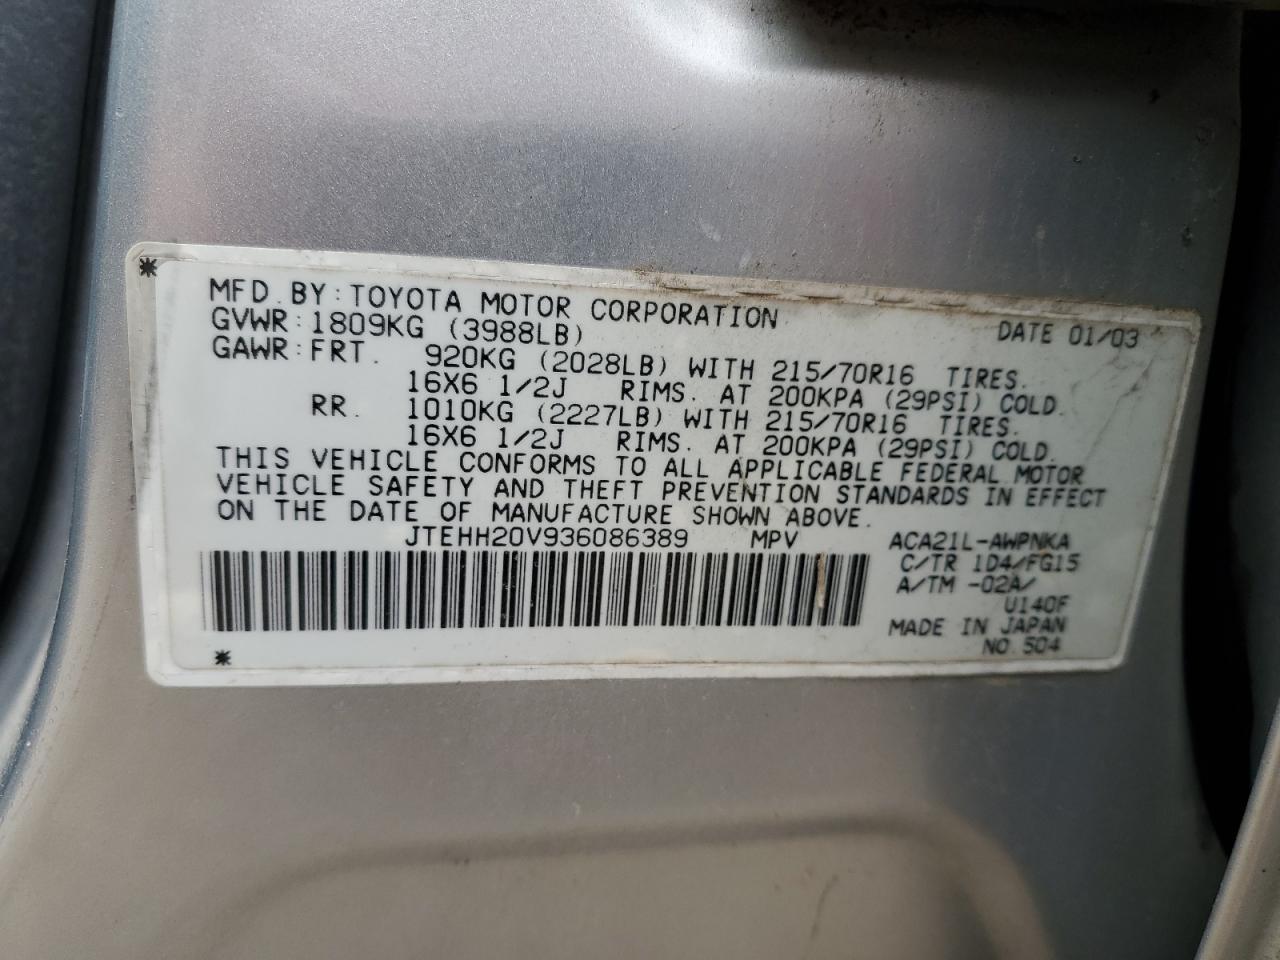 MFD. BY: TOYOTA MOTOR CORPORATION DATE 01/03
GVWR: 1809KG (3988LB)
GAWR: FRT. 920KG (2028LB) WITH 215/70R16 TIRES.
16X6 1/2J RIMS. AT 200KPA (29PSI) COLD.
RR. 1010KG (2227LB) WITH 215/70R16 TIRES.
16X6 1/2J RIMS. AT 200KPA (29PSI) COLD.
THIS VEHICLE CONFORMS TO ALL APPLICABLE FEDERAL MOTOR
VEHICLE SAFETY AND THEFT PREVENTION STANDARDS IN EFFECT
ON THE DATE OF MANUFACTURE SHOWN ABOVE.
JTEHH20V936086389 MPV ACA21L-AWPNKA
C/TR 1D4/FG15
A/TM -02A/
U140F
MADE IN JAPAN
NO. 504